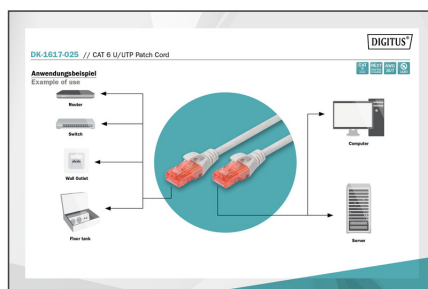 DIGITUS®
DK-1617-025 // CAT 6 U/UTP Patch Cord
Anwendungsbeispiel
Example of use
Router
Switch
Wall Outlet
Floor tank
Computer
Server